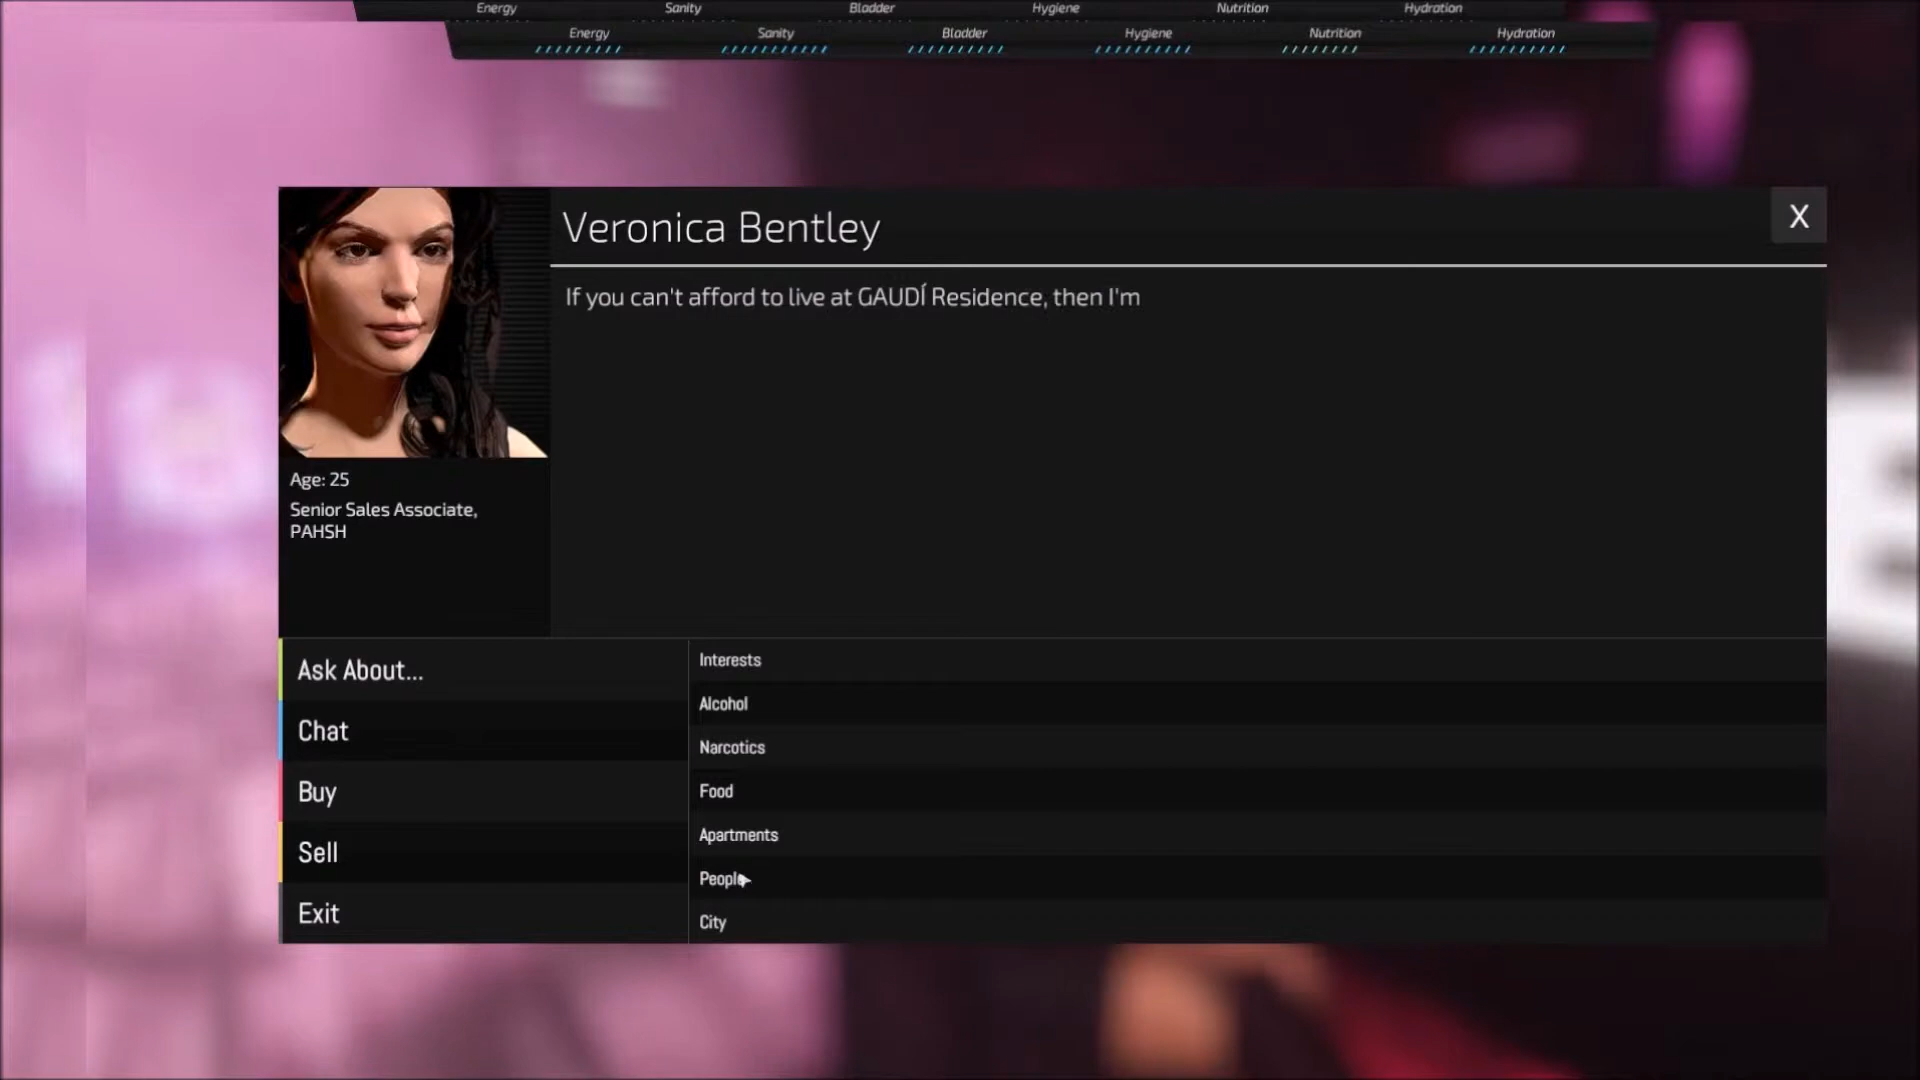 Energy Sanity Bladder Hygiene Nutrition Hydration
Energy Sanity Bladder Hygiene Nutrition Hydration
Veronica Bentley
X
If you can't afford to live at GAUDÍ Residence, then I'm
Age: 25
Senior Sales Associate,
PAHSH
Ask About...
Chat
Buy
Sell
Exit
Interests
Alcohol
Narcotics
Food
Apartments
People
City